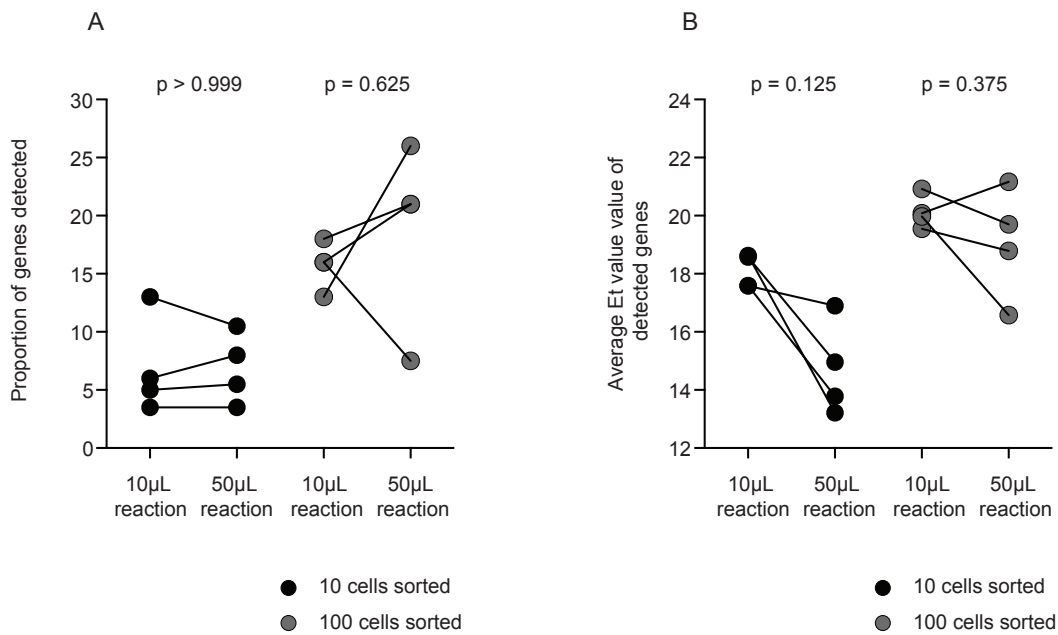 A
p > 0.999
p = 0.625
Proportion of genes detected
30
25
20
15
10
5
0
10µL
reaction
50µL
reaction
10µL
reaction
50µL
reaction
10 cells sorted
100 cells sorted
B
p = 0.125
p = 0.375
Average Et value value of
detected genes
24
22
20
18
16
14
12
10µL
reaction
50µL
reaction
10µL
reaction
50µL
reaction
10 cells sorted
100 cells sorted